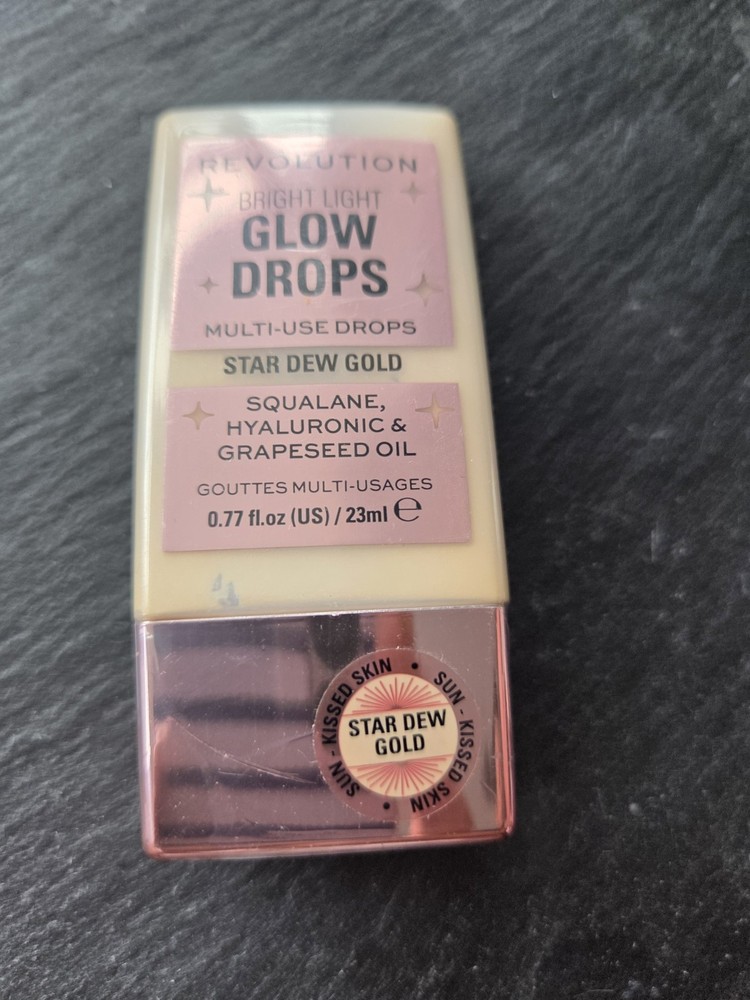 REVOLUTION
BRIGHT LIGHT
GLOW
DROPS
MULTI-USE DROPS
STAR DEW GOLD
SQUALANE,
HYALURONIC &
GRAPESEED OIL
GOUTTES MULTI-USAGES
0.77 fl.oz (US) / 23ml ℮
SUN - KISSED SKIN • SUN - KISSED SKIN •
STAR DEW
GOLD